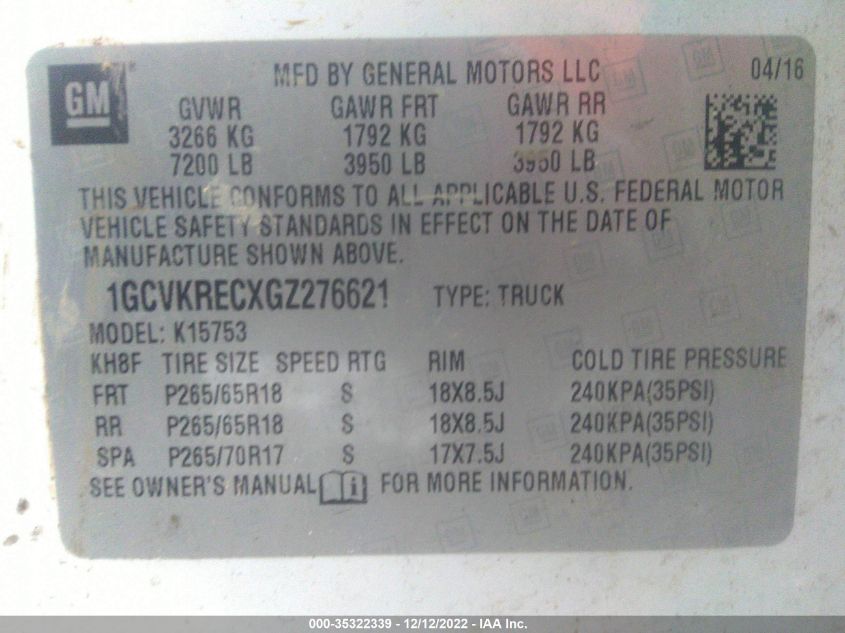 GM MFD BY GENERAL MOTORS LLC 04/16
GVWR GAWR FRT GAWR RR
3266 KG 1792 KG 1792 KG
7200 LB 3950 LB 3950 LB
THIS VEHICLE CONFORMS TO ALL APPLICABLE U.S. FEDERAL MOTOR
VEHICLE SAFETY STANDARDS IN EFFECT ON THE DATE OF
MANUFACTURE SHOWN ABOVE.
1GCVKRECXGZ276621 TYPE: TRUCK
MODEL: K15753
KH8F TIRE SIZE SPEED RTG RIM COLD TIRE PRESSURE
FRT P265/65R18 S 18X8.5J 240KPA(35PSI)
RR P265/65R18 S 18X8.5J 240KPA(35PSI)
SPA P265/70R17 S 17X7.5J 240KPA(35PSI)
SEE OWNER'S MANUAL i FOR MORE INFORMATION.
000-35322339 - 12/12/2022 - IAA Inc.